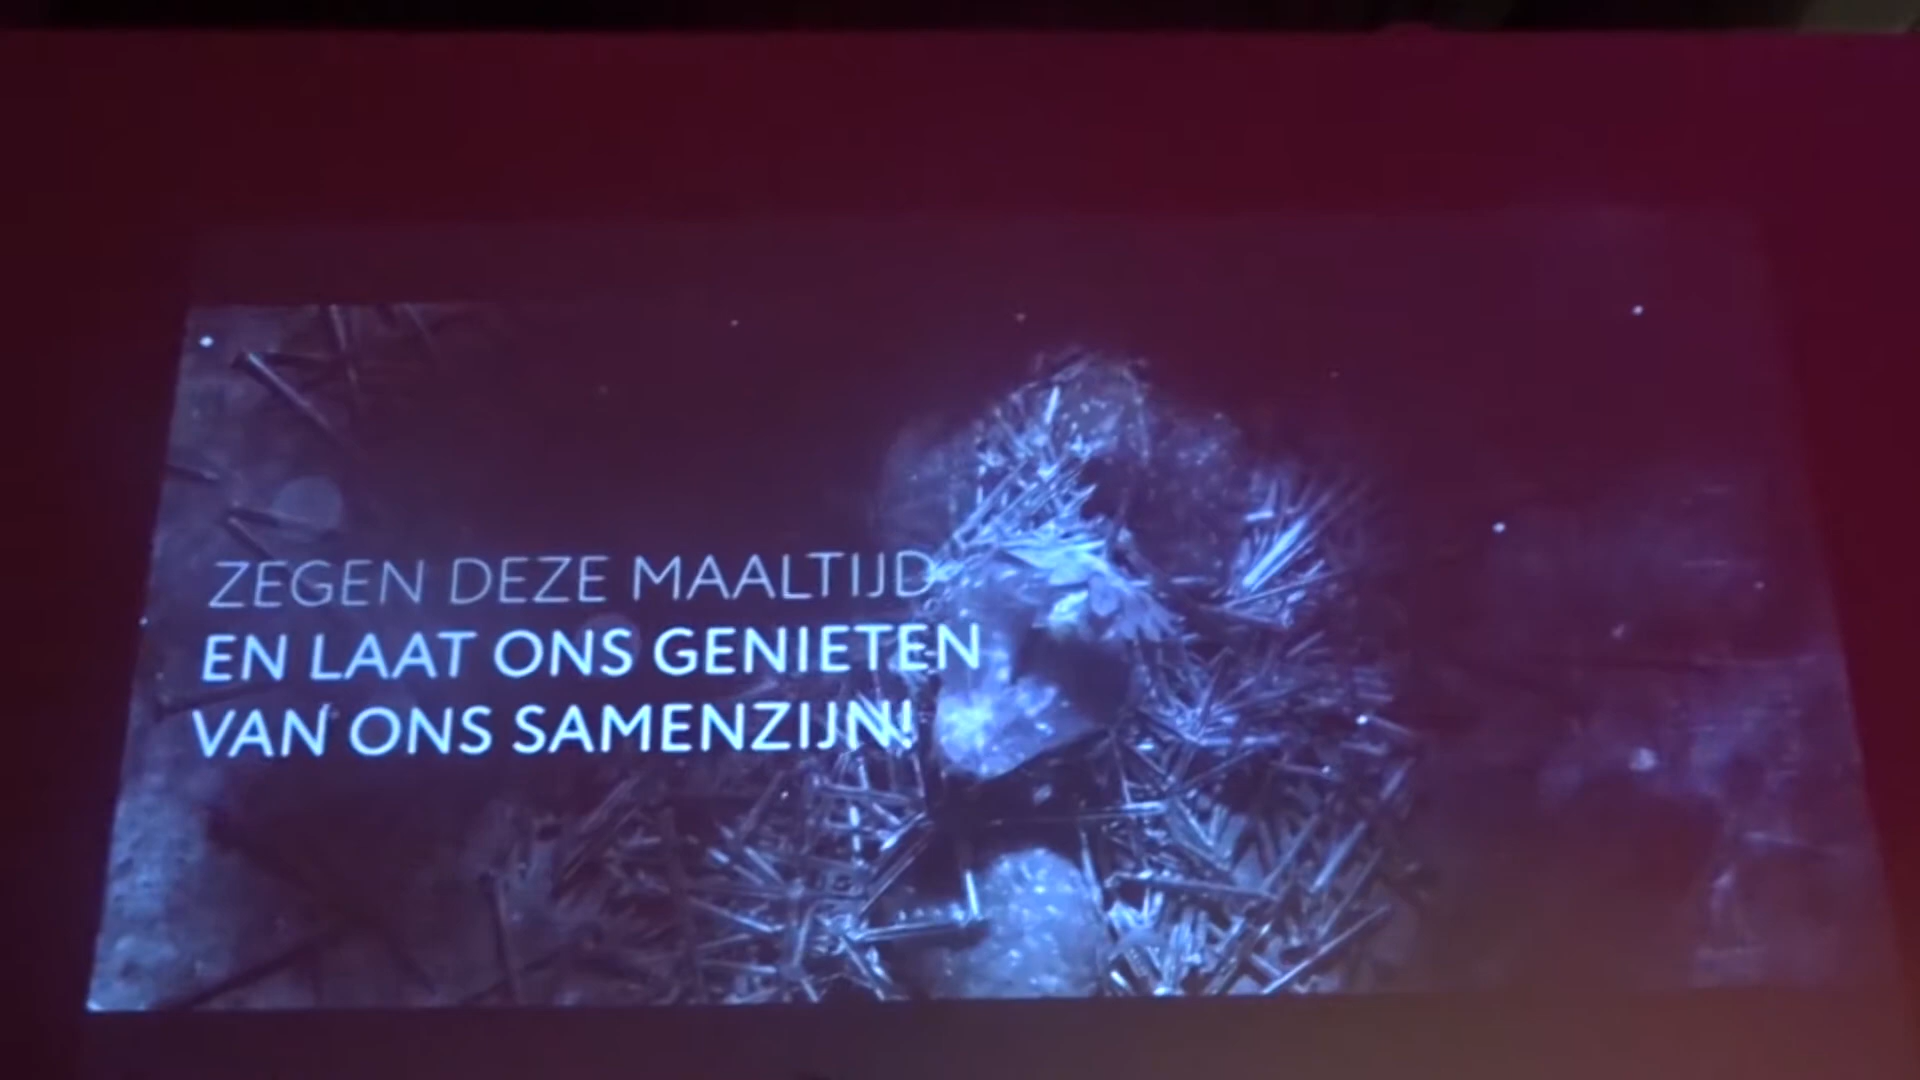 ZEGEN DEZE MAALTIJD
EN LAAT ONS GENIETEN
VAN ONS SAMENZIJN!